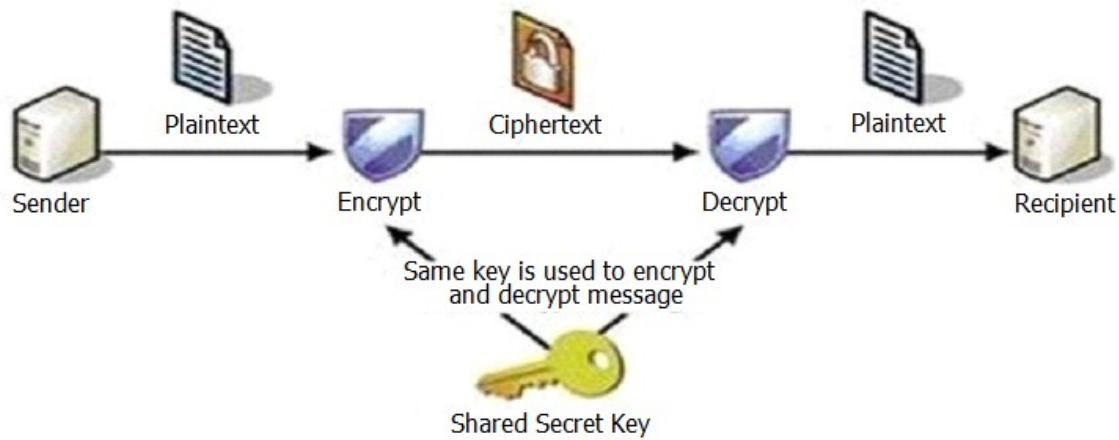 Plaintext
Ciphertext
Plaintext
Sender
Encrypt
Decrypt
Recipient
Same key is used to encrypt
and decrypt message
Shared Secret Key